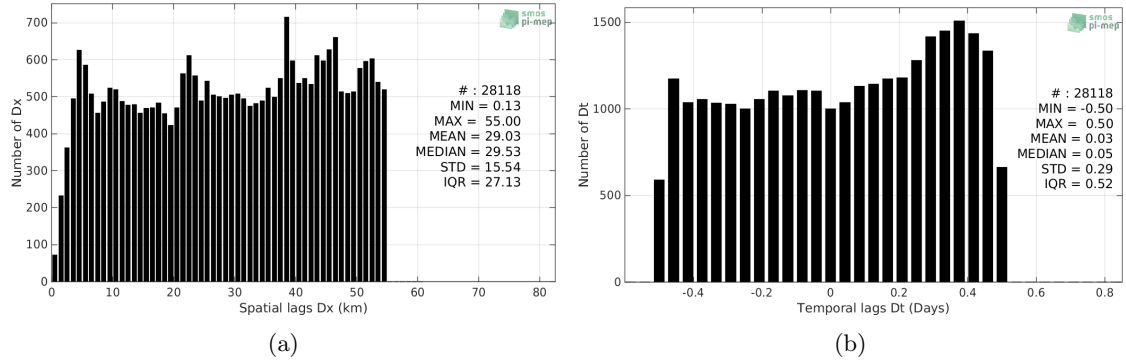 smos
pi-mep
700
600
500
400
300
200
100
0
Number of Dx
# : 28118
MIN = 0.13
MAX = 55.00
MEAN = 29.03
MEDIAN = 29.53
STD = 15.54
IQR = 27.13
0 10 20 30 40 50 60 70 80
Spatial lags Dx (km)
(a)
smos
pi-mep
1500
1000
500
0
Number of Dt
# : 28118
MIN = -0.50
MAX = 0.50
MEAN = 0.03
MEDIAN = 0.05
STD = 0.29
IQR = 0.52
-0.4 -0.2 0 0.2 0.4 0.6 0.8
Temporal lags Dt (Days)
(b)